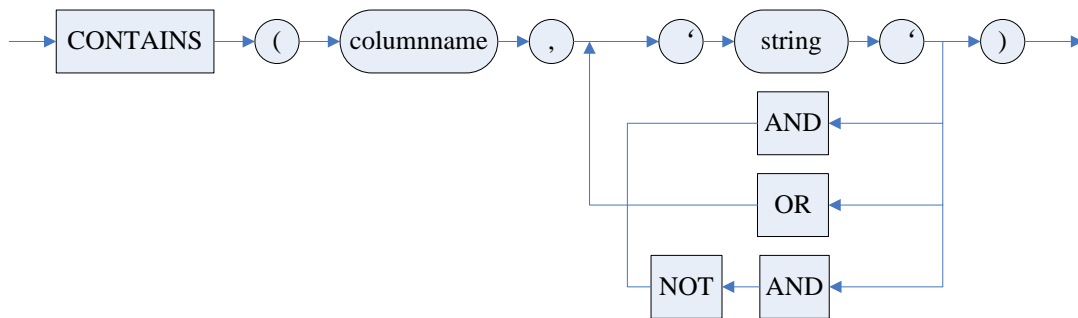 CONTAINS ( columnname , ‘ string ‘ )
AND
OR
NOT AND